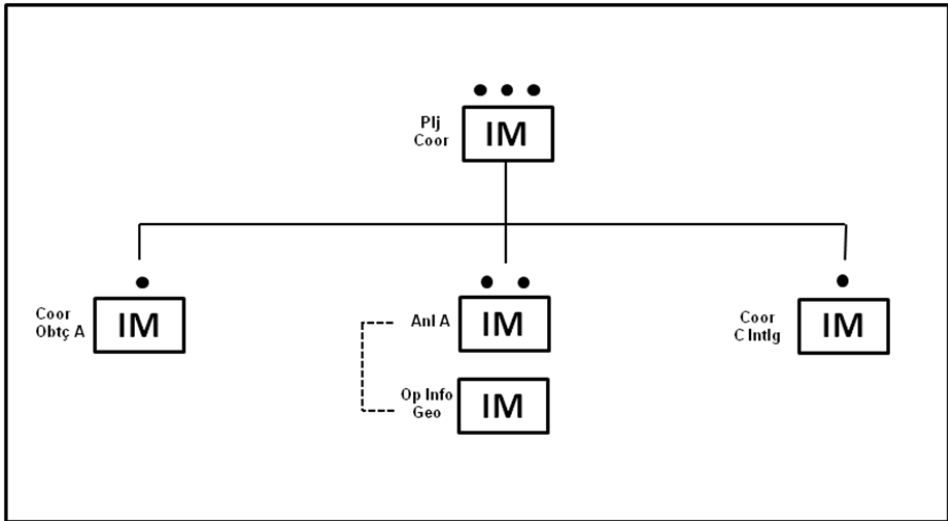 Plj
Coor
IM
Coor
Obtç A
IM
Anl A
IM
Coor
C Intlg
IM
Op Info
Geo
IM